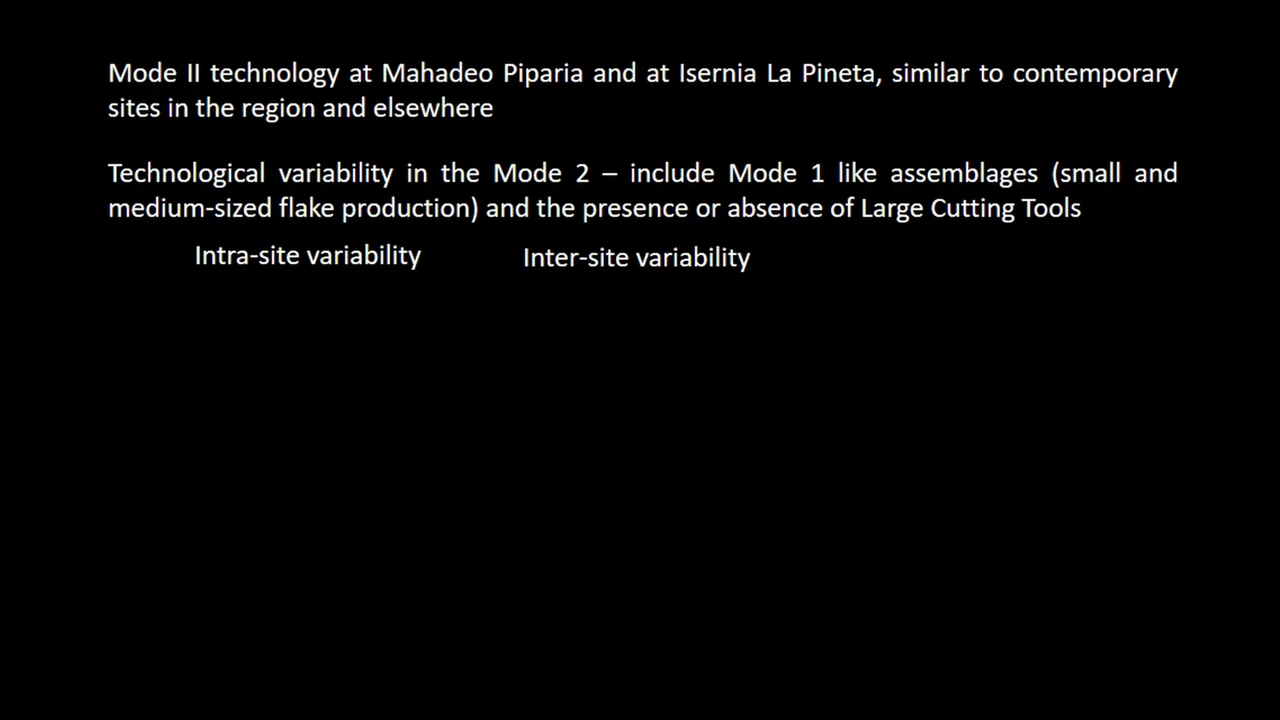 Mode II technology at Mahadeo Piparia and at Isernia La Pineta, similar to contemporary
sites in the region and elsewhere
Technological variability in the Mode 2 – include Mode 1 like assemblages (small and
medium-sized flake production) and the presence or absence of Large Cutting Tools
Intra-site variability
Inter-site variability